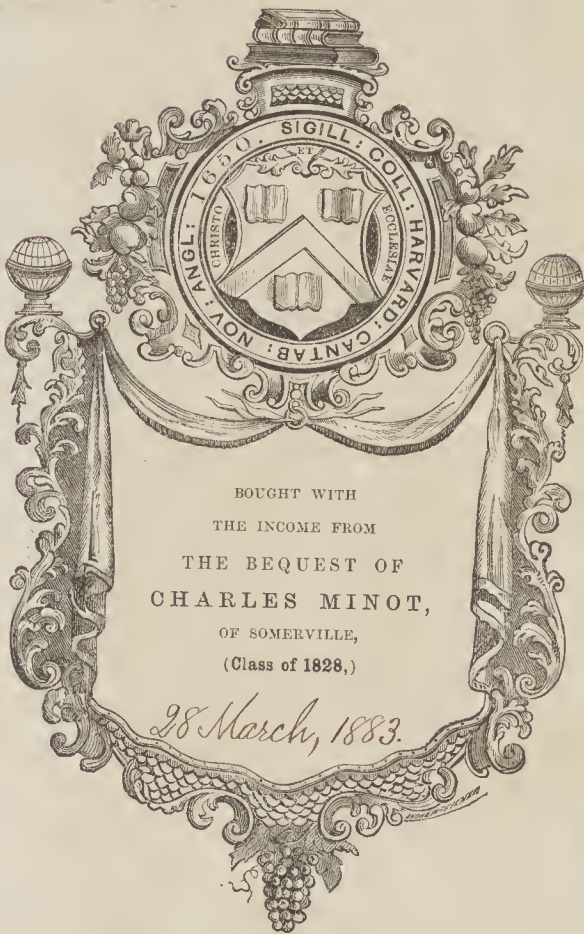 SIGILL: COLL: HARVARD: CANTAB: NOV: ANGL: 1650.
ET
CHRISTO
ECCLESIAE
BOUGHT WITH
THE INCOME FROM
THE BEQUEST OF
CHARLES MINOT,
OF SOMERVILLE,
(Class of 1828,)
28 March, 1883.